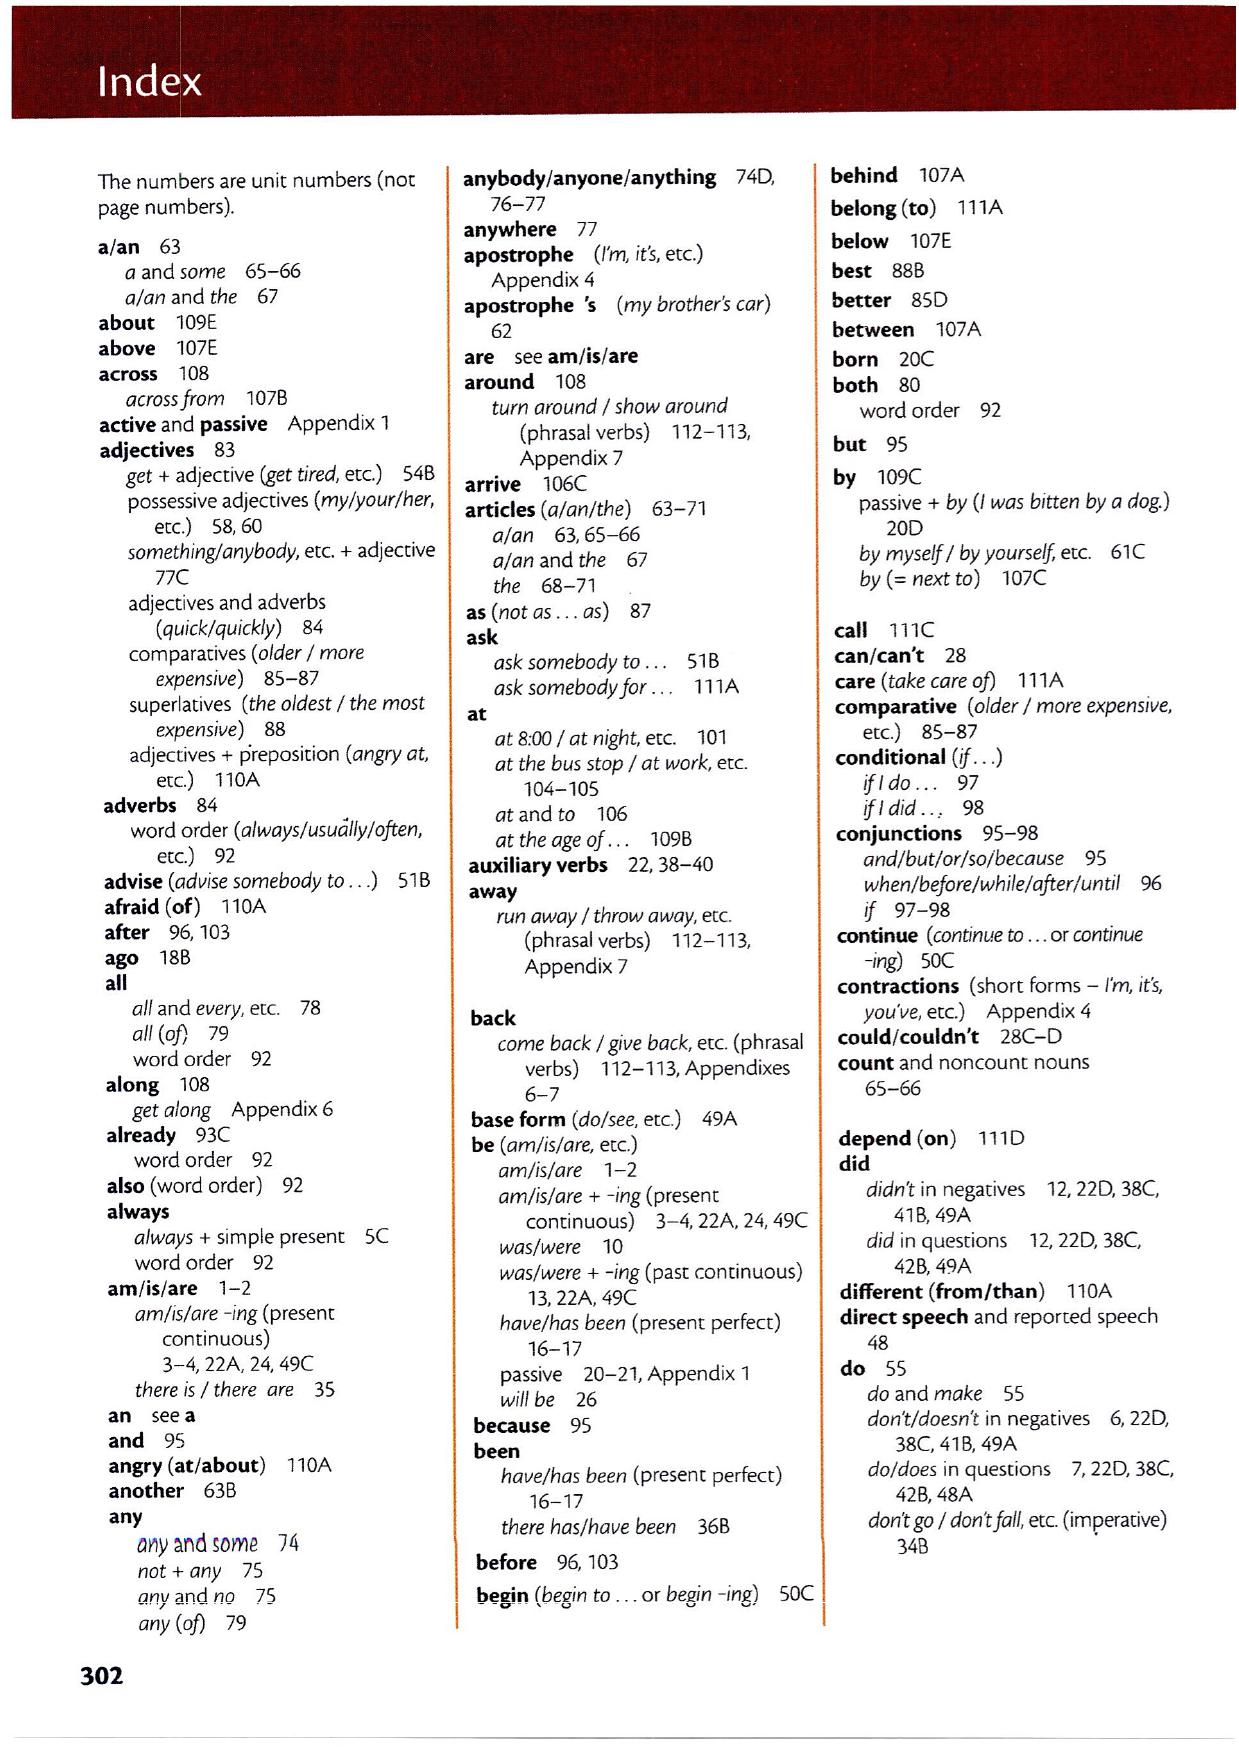 Index
The numbers are unit numbers (not
page numbers).
a/an 63
a and some 65–66
a/an and the 67
about 109E
above 107E
across 108
across from 107B
active and passive Appendix 1
adjectives 83
get + adjective (get tired, etc.) 54B
possessive adjectives (my/your/her,
etc.) 58, 60
something/anybody, etc. + adjective
77C
adjectives and adverbs
(quick/quickly) 84
comparatives (older / more
expensive) 85–87
superlatives (the oldest / the most
expensive) 88
adjectives + preposition (angry at,
etc.) 110A
adverbs 84
word order (always/usually/often,
etc.) 92
advise (advise somebody to . . .) 51B
afraid (of) 110A
after 96, 103
ago 18B
all
all and every, etc. 78
all (of) 79
word order 92
along 108
get along Appendix 6
already 93C
word order 92
also (word order) 92
always
always + simple present 5C
word order 92
am/is/are 1–2
am/is/are -ing (present
continuous)
3–4, 22A, 24, 49C
there is / there are 35
an see a
and 95
angry (at/about) 110A
another 63B
any
any and some 74
not + any 75
any and no 75
any (of) 79
anybody/anyone/anything 74D,
76–77
anywhere 77
apostrophe (I'm, it's, etc.)
Appendix 4
apostrophe 's (my brother's car)
62
are see am/is/are
around 108
turn around / show around
(phrasal verbs) 112–113,
Appendix 7
arrive 106C
articles (a/an/the) 63–71
a/an 63, 65–66
a/an and the 67
the 68–71
as (not as . . . as) 87
ask
ask somebody to . . . 51B
ask somebody for . . . 111A
at
at 8:00 / at night, etc. 101
at the bus stop / at work, etc.
104–105
at and to 106
at the age of . . . 109B
auxiliary verbs 22, 38–40
away
run away / throw away, etc.
(phrasal verbs) 112–113,
Appendix 7
back
come back / give back, etc. (phrasal
verbs) 112–113, Appendixes
6–7
base form (do/see, etc.) 49A
be (am/is/are, etc.)
am/is/are 1–2
am/is/are + -ing (present
continuous) 3–4, 22A, 24, 49C
was/were 10
was/were + -ing (past continuous)
13, 22A, 49C
have/has been (present perfect)
16–17
passive 20–21, Appendix 1
will be 26
because 95
been
have/has been (present perfect)
16–17
there has/have been 36B
before 96, 103
begin (begin to . . . or begin -ing) 50C
behind 107A
belong (to) 111A
below 107E
best 88B
better 85D
between 107A
born 20C
both 80
word order 92
but 95
by 109C
passive + by (I was bitten by a dog.)
20D
by myself / by yourself, etc. 61C
by (= next to) 107C
call 111C
can/can't 28
care (take care of) 111A
comparative (older / more expensive,
etc.) 85–87
conditional (if . . .)
if I do . . . 97
if I did . . . 98
conjunctions 95–98
and/but/or/so/because 95
when/before/while/after/until 96
if 97–98
continue (continue to . . . or continue
-ing) 50C
contractions (short forms – I'm, it's,
you've, etc.) Appendix 4
could/couldn't 28C–D
count and noncount nouns
65–66
depend (on) 111D
did
didn't in negatives 12, 22D, 38C,
41B, 49A
did in questions 12, 22D, 38C,
42B, 49A
different (from/than) 110A
direct speech and reported speech
48
do 55
do and make 55
don't/doesn't in negatives 6, 22D,
38C, 41B, 49A
do/does in questions 7, 22D, 38C,
42B, 48A
don't go / don't fall, etc. (imperative)
34B
302